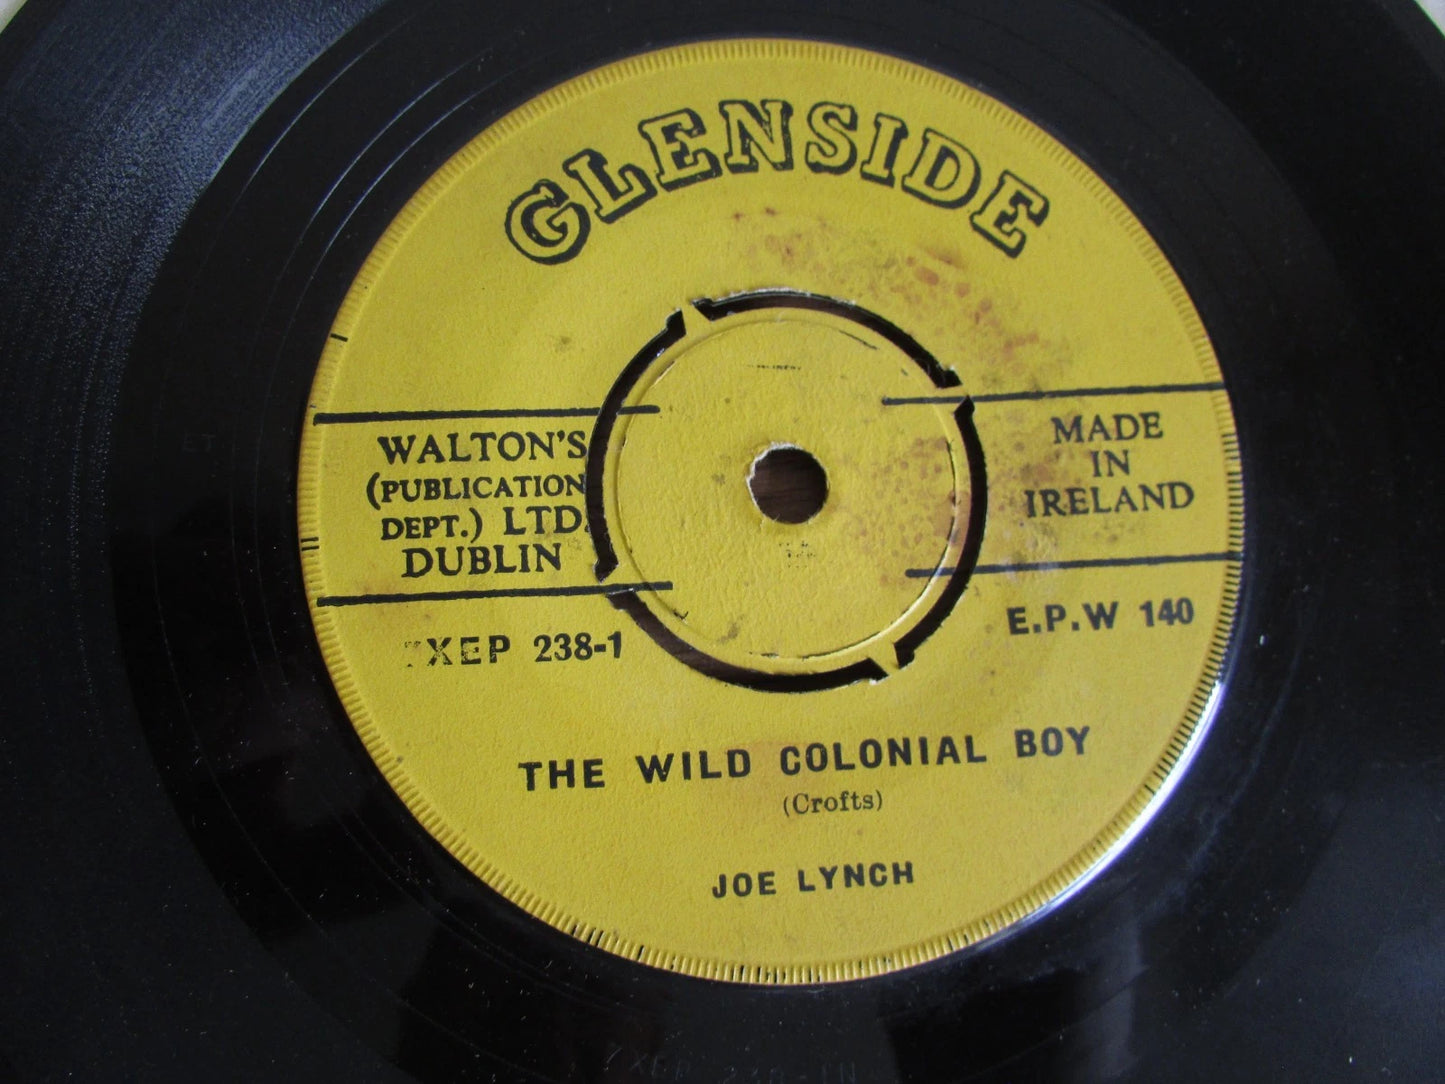 GLENSIDE
WALTON'S
(PUBLICATION
DEPT.) LTD.
DUBLIN
MADE
IN
IRELAND
XEP 238-1
E.P.W 140
THE WILD COLONIAL BOY
(Crofts)
JOE LYNCH